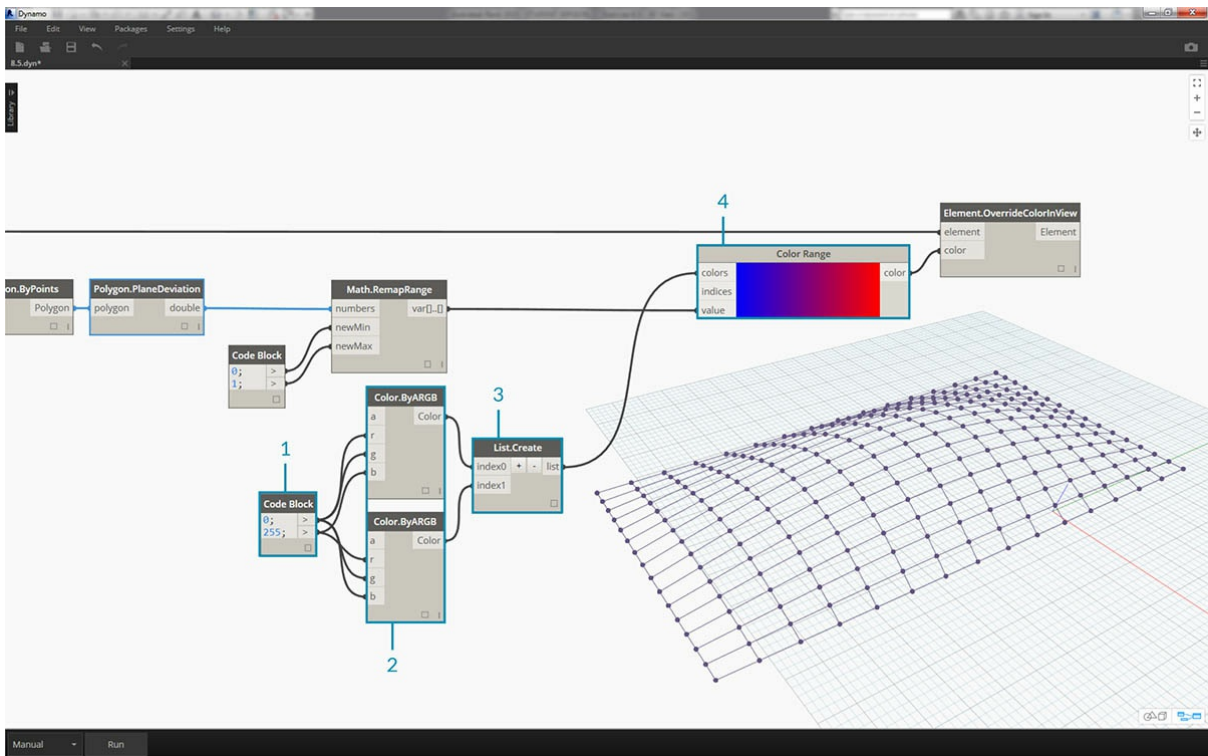 Dynamo
File Edit View Packages Settings Help
8.5.dyn*
Library
4
Element.OverrideColorInView
element Element
color
Color Range
colors color
indices
value
on.ByPoints
Polygon
Polygon.PlaneDeviation
polygon double
Math.RemapRange
numbers var[]..[]
newMin
newMax
Code Block
0; >
1; >
Color.ByARGB
a Color
r
g
b
3
List.Create
index0 + - list
index1
1
Code Block
0; >
255; >
Color.ByARGB
a Color
r
g
b
2
Manual Run